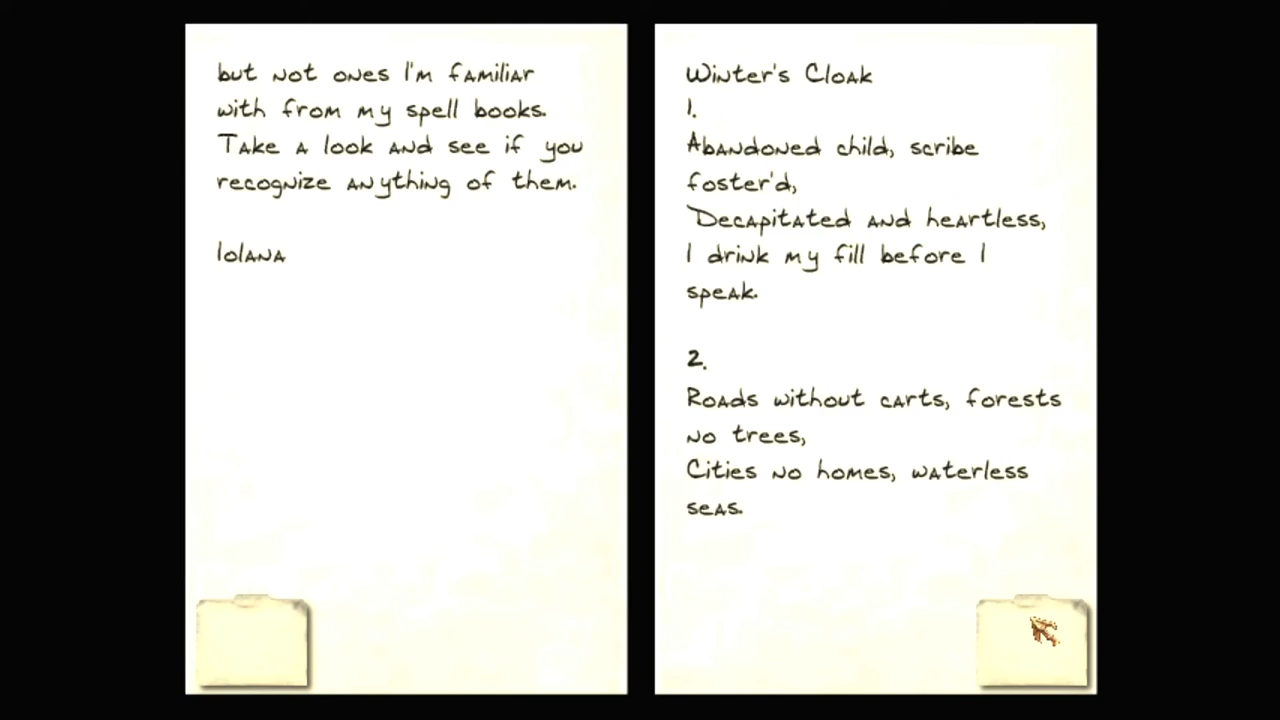 but not ones I'm familiar
with from my spell books.
Take a look and see if you
recognize anything of them.
Iolana
Winter's Cloak
1.
Abandoned child, scribe
foster'd,
Decapitated and heartless,
I drink my fill before I
speak.
2.
Roads without carts, forests
no trees,
Cities no homes, waterless
seas.